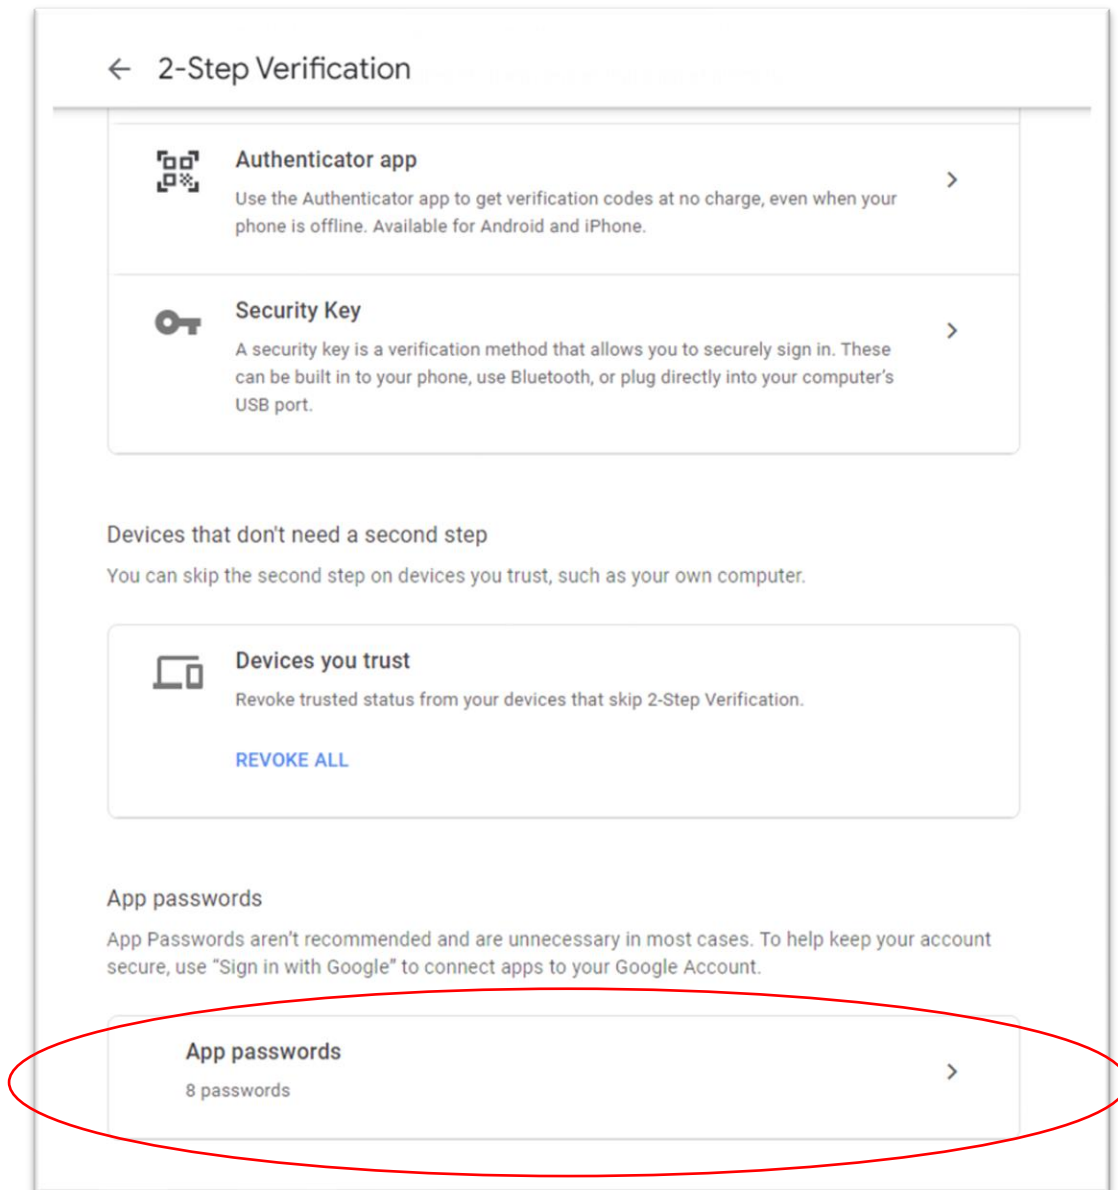 2-Step Verification
Authenticator app
Use the Authenticator app to get verification codes at no charge, even when your
phone is offline. Available for Android and iPhone.
Security Key
A security key is a verification method that allows you to securely sign in. These
can be built in to your phone, use Bluetooth, or plug directly into your computer's
USB port.
Devices that don't need a second step
You can skip the second step on devices you trust, such as your own computer.
Devices you trust
Revoke trusted status from your devices that skip 2-Step Verification.
REVOKE ALL
App passwords
App Passwords aren't recommended and are unnecessary in most cases. To help keep your account
secure, use “Sign in with Google” to connect apps to your Google Account.
App passwords
8 passwords